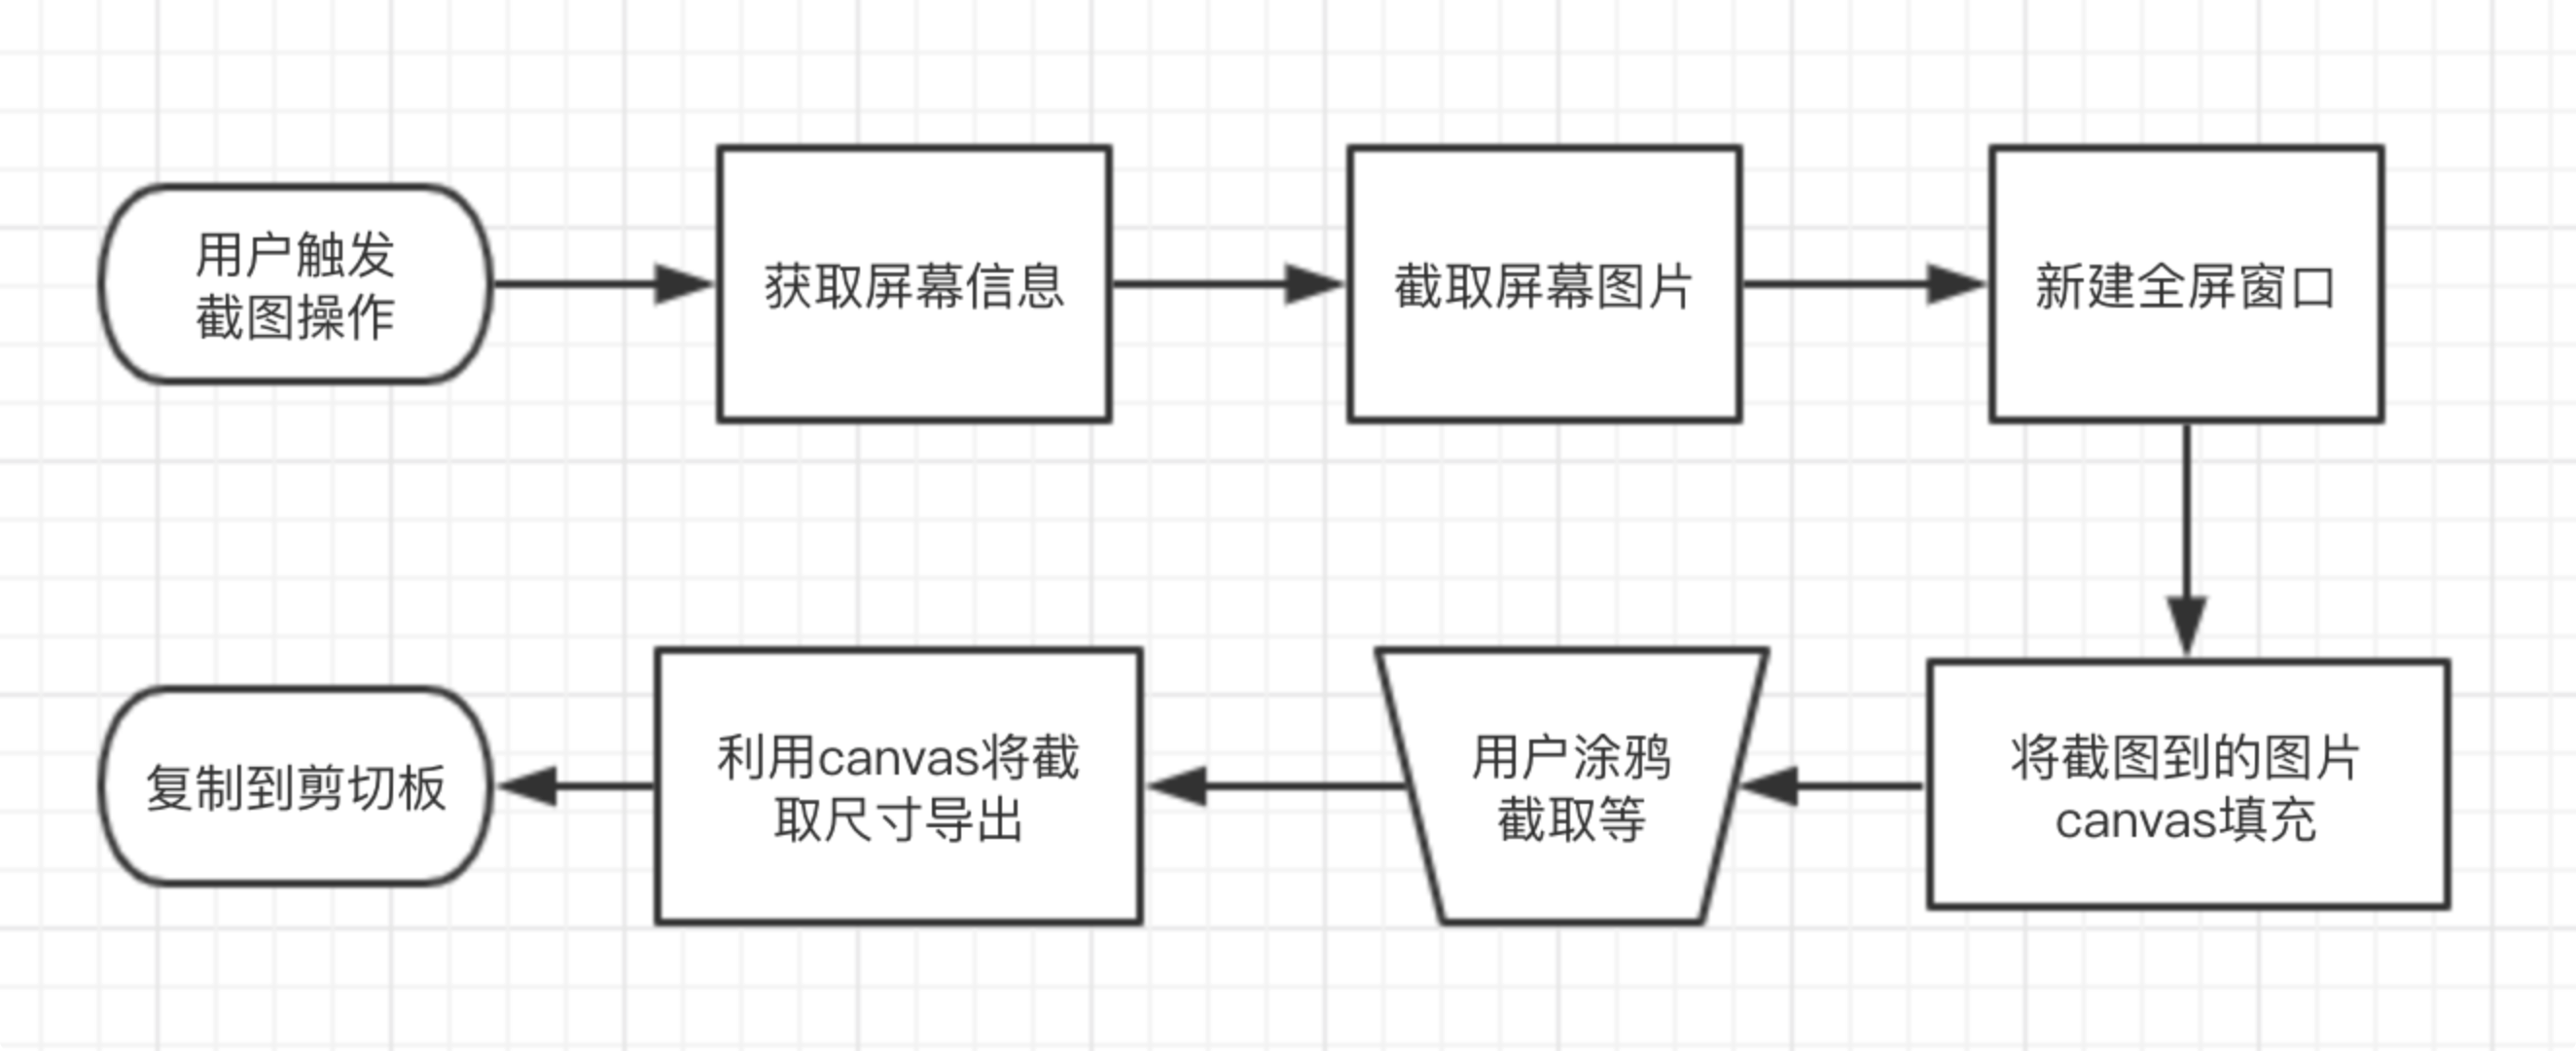 用户触发
截图操作
获取屏幕信息
截取屏幕图片
新建全屏窗口
将截图到的图片
canvas填充
用户涂鸦
截取等
利用canvas将截
取尺寸导出
复制到剪切板